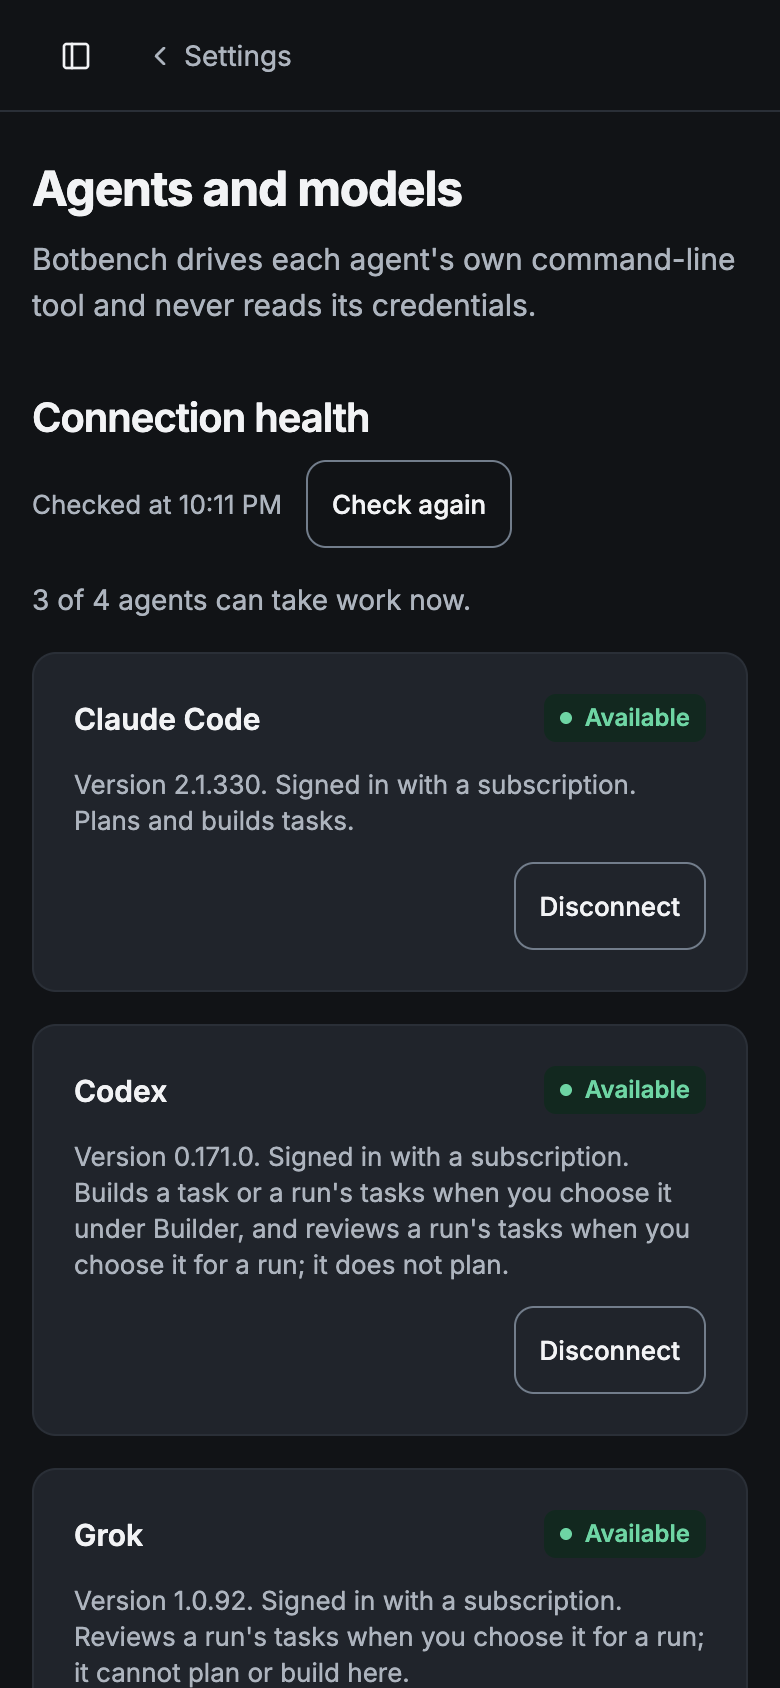 Settings
Agents and models
Botbench drives each agent's own command-line
tool and never reads its credentials.
Connection health
Checked at 10:11 PM
Check again
3 of 4 agents can take work now.
Claude Code
Available
Version 2.1.330. Signed in with a subscription.
Plans and builds tasks.
Disconnect
Codex
Available
Version 0.171.0. Signed in with a subscription.
Builds a task or a run's tasks when you choose it
under Builder, and reviews a run's tasks when you
choose it for a run; it does not plan.
Disconnect
Grok
Available
Version 1.0.92. Signed in with a subscription.
Reviews a run's tasks when you choose it for a run;
it cannot plan or build here.